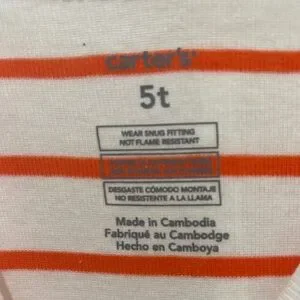 carter's
5t
WEAR SNUG FITTING
NOT FLAME RESISTANT
DESGASTE CÓMODO MONTAJE
NO RESISTENTE A LA LLAMA
Made in Cambodia
Fabriqué au Cambodge
Hecho en Camboya